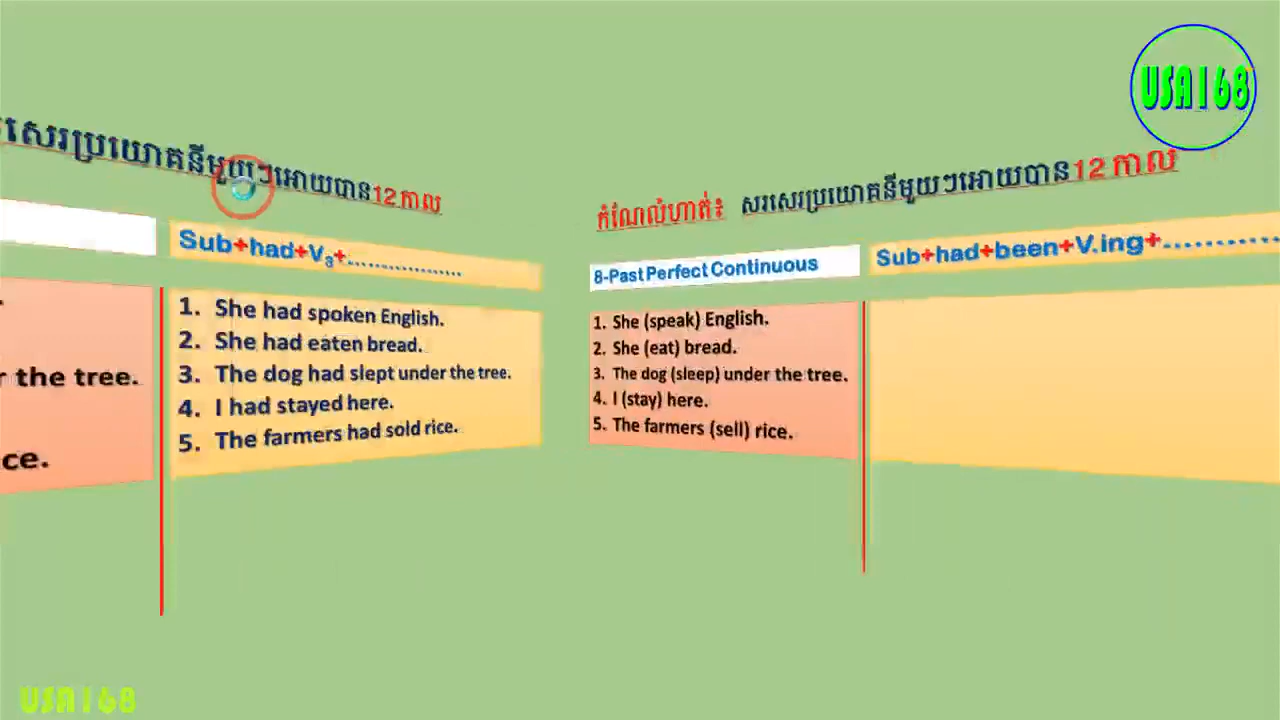 USA168
សេរប្រយោគនីមួយៗអោយបាន12 កាល
Sub+had+V3+..................
1. She had spoken English.
2. She had eaten bread.
3. The dog had slept under the tree.
4. I had stayed here.
5. The farmers had sold rice.
the tree.
ce.
កំណែលំហាត់៖ សរសេរប្រយោគនីមួយៗអោយបាន12 កាល
8-Past Perfect Continuous
Sub+had+been+V.ing+............
1. She (speak) English.
2. She (eat) bread.
3. The dog (sleep) under the tree.
4. I (stay) here.
5. The farmers (sell) rice.
USA168